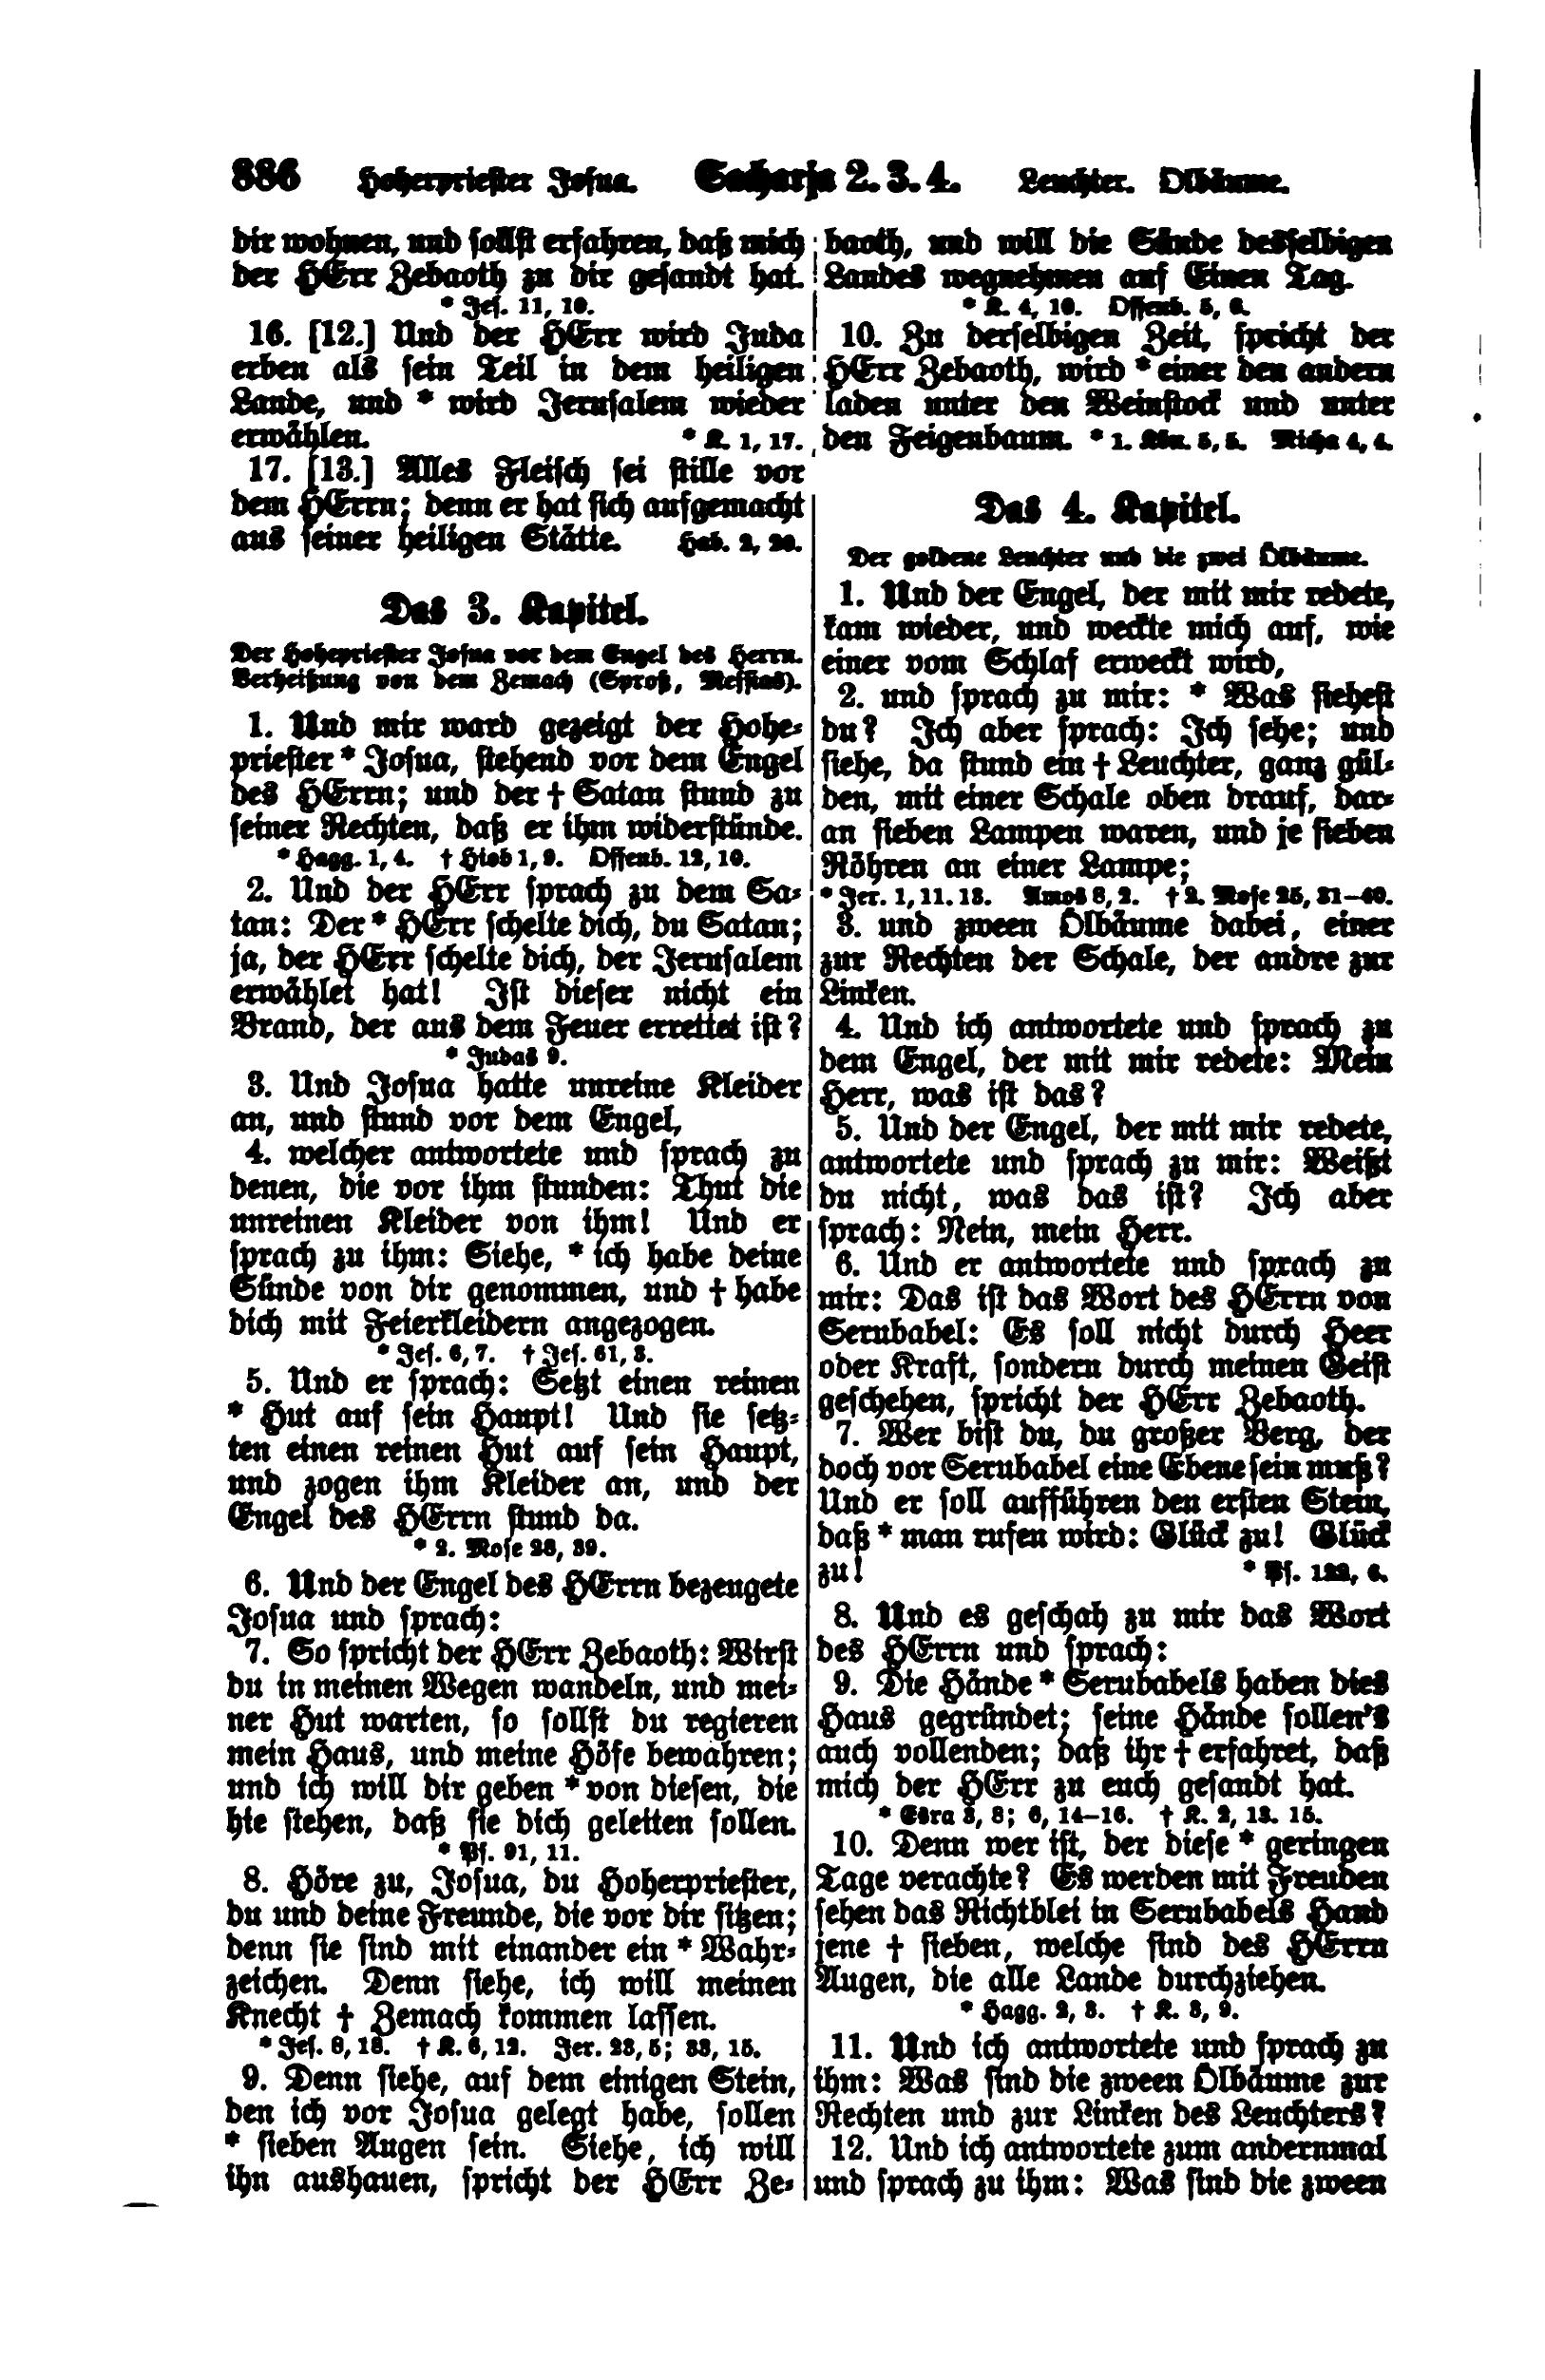 886 Hoherpriester Josua. Sacharja 2. 3. 4. Leuchter. Ölbäume.
dir wohnen, und sollst erfahren, daß mich
der HErr Zebaoth zu dir gesandt hat.
* Jes. 11, 10.
16. [12.] Und der HErr wird Juda
erben als sein Teil in dem heiligen
Lande, und * wird Jerusalem wieder
erwählen. * K. 1, 17.
17. [13.] Alles Fleisch sei stille vor
dem HErrn; denn er hat sich aufgemacht
aus seiner heiligen Stätte. Hab. 2, 20.
Das 3. Kapitel.
Der Hohepriester Josua vor dem Engel des Herrn.
Verheißung von dem Zemach (Sproß, Messias).
1. Und mir ward gezeigt der Hohe-
priester * Josua, stehend vor dem Engel
des HErrn; und der † Satan stund zu
seiner Rechten, daß er ihm widerstünde.
* Hagg. 1, 4. † Hiob 1, 9. Offenb. 12, 10.
2. Und der HErr sprach zu dem Sa-
tan: Der * HErr schelte dich, du Satan;
ja, der HErr schelte dich, der Jerusalem
erwählet hat! Ist dieser nicht ein
Brand, der aus dem Feuer errettet ist?
* Judas 9.
3. Und Josua hatte unreine Kleider
an, und stund vor dem Engel,
4. welcher antwortete und sprach zu
denen, die vor ihm stunden: Thut die
unreinen Kleider von ihm! Und er
sprach zu ihm: Siehe, * ich habe deine
Sünde von dir genommen, und † habe
dich mit Feierkleidern angezogen.
* Jes. 6, 7. † Jes. 61, 3.
5. Und er sprach: Setzt einen reinen
* Hut auf sein Haupt! Und sie setz-
ten einen reinen Hut auf sein Haupt,
und zogen ihm Kleider an, und der
Engel des HErrn stund da.
* 2. Mose 28, 39.
6. Und der Engel des HErrn bezeugete
Josua und sprach:
7. So spricht der HErr Zebaoth: Wirst
du in meinen Wegen wandeln, und mei-
ner Hut warten, so sollst du regieren
mein Haus, und meine Höfe bewahren;
und ich will dir geben * von diesen, die
hie stehen, daß sie dich geleiten sollen.
* Ps. 91, 11.
8. Höre zu, Josua, du Hoherpriester,
du und deine Freunde, die vor dir sitzen;
denn sie sind mit einander ein * Wahr-
zeichen. Denn siehe, ich will meinen
Knecht † Zemach kommen lassen.
* Jes. 8, 18. † K. 6, 12. Jer. 23, 5; 33, 15.
9. Denn siehe, auf dem einigen Stein,
den ich vor Josua gelegt habe, sollen
* sieben Augen sein. Siehe, ich will
ihn aushauen, spricht der HErr Ze-
baoth, und will die Sünde desselbigen
Landes wegnehmen auf Einen Tag.
* K. 4, 10. Offenb. 5, 6.
10. Zu derselbigen Zeit, spricht der
HErr Zebaoth, wird * einer den andern
laden unter den Weinstock und unter
den Feigenbaum. * 1. Kön. 5, 5. Micha 4, 4.
Das 4. Kapitel.
Der goldene Leuchter und die zwei Ölbäume.
1. Und der Engel, der mit mir redete,
kam wieder, und weckte mich auf, wie
einer vom Schlaf erweckt wird,
2. und sprach zu mir: * Was siehest
du? Ich aber sprach: Ich sehe; und
siehe, da stund ein † Leuchter, ganz gül-
den, mit einer Schale oben drauf, dar-
an sieben Lampen waren, und je sieben
Röhren an einer Lampe;
* Jer. 1, 11. 13. Amos 8, 2. † 2. Mose 25, 31–40.
3. und zween Ölbäume dabei, einer
zur Rechten der Schale, der andre zur
Linken.
4. Und ich antwortete und sprach zu
dem Engel, der mit mir redete: Mein
Herr, was ist das?
5. Und der Engel, der mit mir redete,
antwortete und sprach zu mir: Weißt
du nicht, was das ist? Ich aber
sprach: Nein, mein Herr.
6. Und er antwortete und sprach zu
mir: Das ist das Wort des HErrn von
Serubabel: Es soll nicht durch Heer
oder Kraft, sondern durch meinen Geist
geschehen, spricht der HErr Zebaoth.
7. Wer bist du, du großer Berg, der
doch vor Serubabel eine Ebene sein muß?
Und er soll aufführen den ersten Stein,
daß * man rufen wird: Glück zu! Glück
zu! * Ps. 122, 6.
8. Und es geschah zu mir das Wort
des HErrn und sprach:
9. Die Hände * Serubabels haben dies
Haus gegründet; seine Hände sollen's
auch vollenden; daß ihr † erfahret, daß
mich der HErr zu euch gesandt hat.
* Esra 3, 8; 6, 14–16. † K. 2, 13. 15.
10. Denn wer ist, der diese * geringen
Tage verachte? Es werden mit Freuden
sehen das Richtblei in Serubabels Hand
jene † sieben, welche sind des HErrn
Augen, die alle Lande durchziehen.
* Hagg. 2, 3. † K. 3, 9.
11. Und ich antwortete und sprach zu
ihm: Was sind die zween Ölbäume zur
Rechten und zur Linken des Leuchters?
12. Und ich antwortete zum andernmal
und sprach zu ihm: Was sind die zween